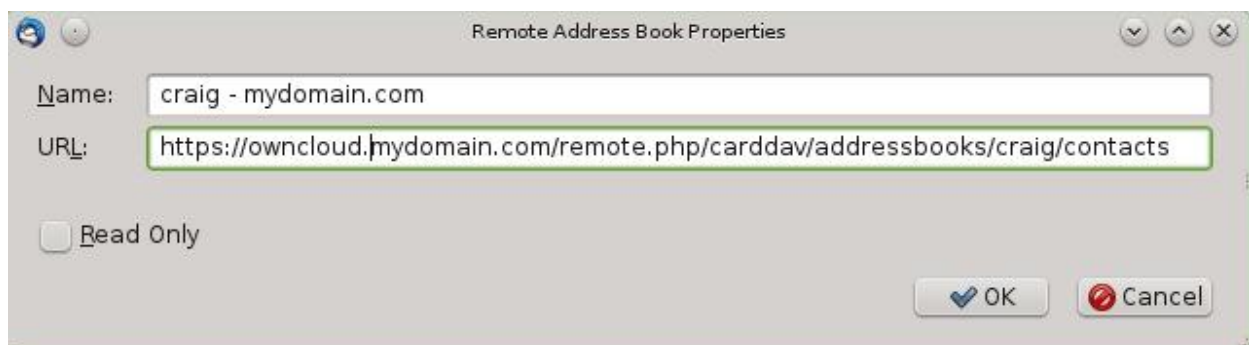 Remote Address Book Properties
Name: craig - mydomain.com
URL: https://owncloud.mydomain.com/remote.php/carddav/addressbooks/craig/contacts
Read Only
OK Cancel